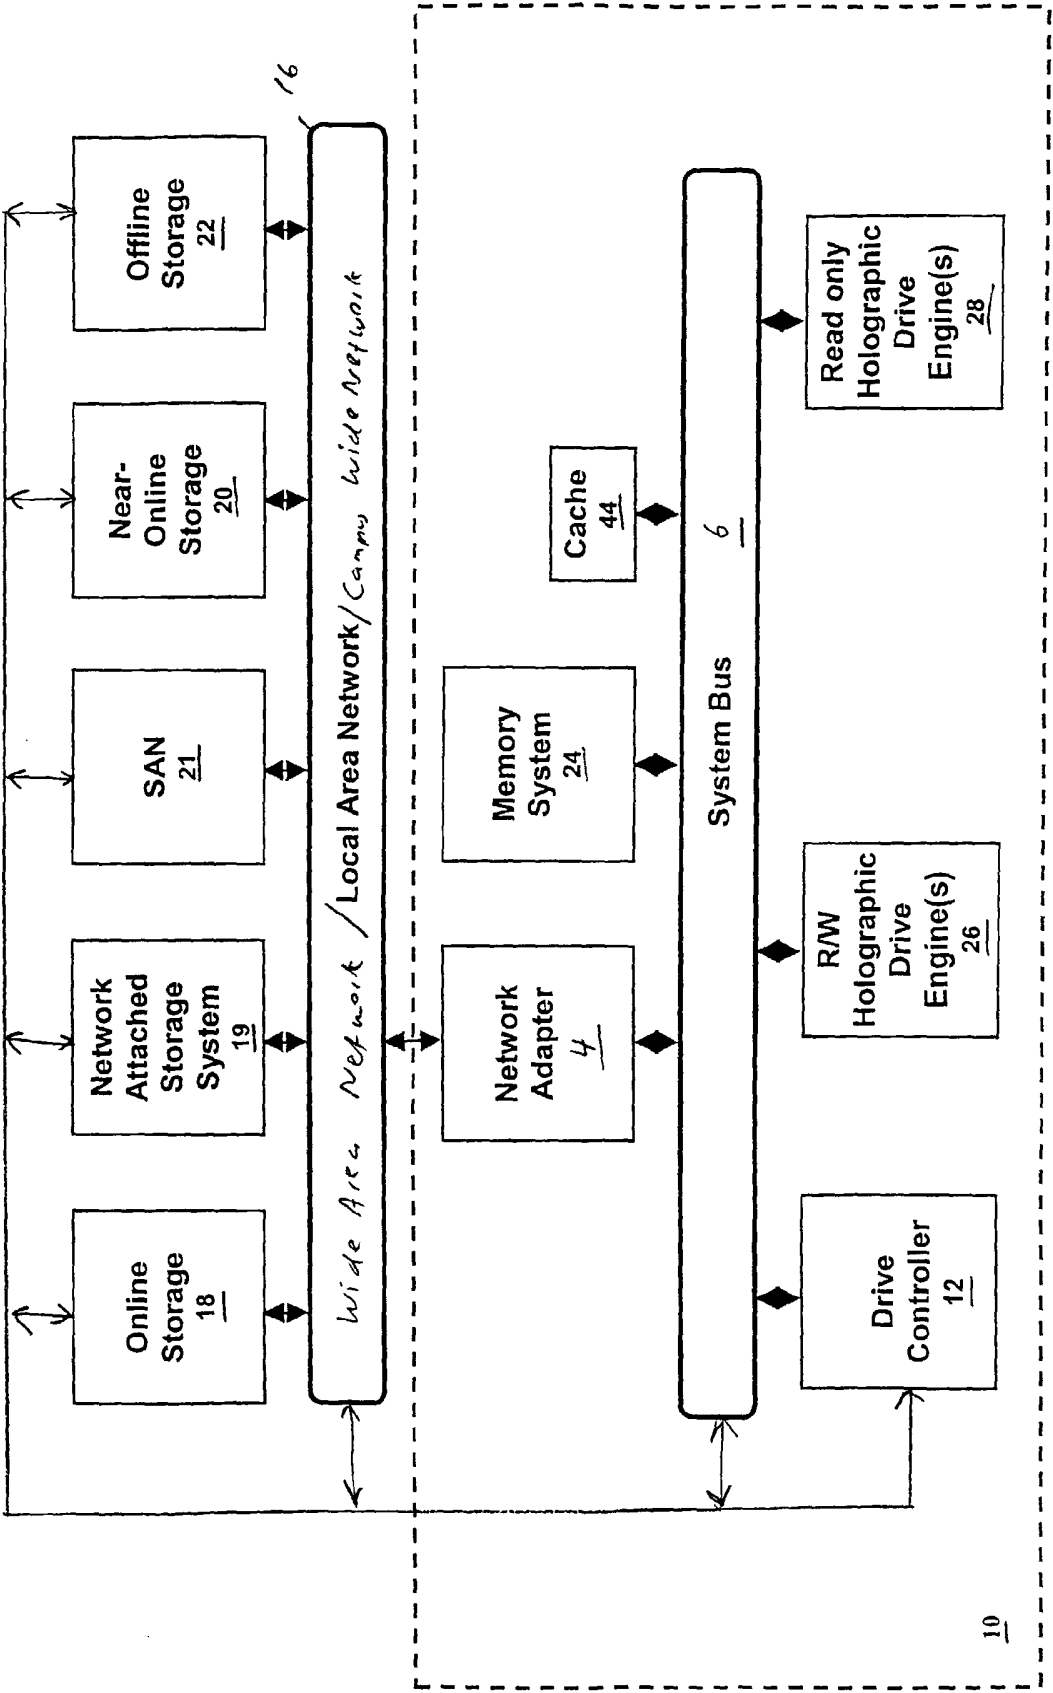 Online
Storage
18
Network
Attached
Storage
System
19
SAN
21
Near-
Online
Storage
20
Offline
Storage
22
16
Wide Area Network / Local Area Network / Campus Wide Network
Network
Adapter
4
Memory
System
24
Cache
44
System Bus 6
Drive
Controller
12
R/W
Holographic
Drive
Engine(s)
26
Read only
Holographic
Drive
Engine(s)
28
10